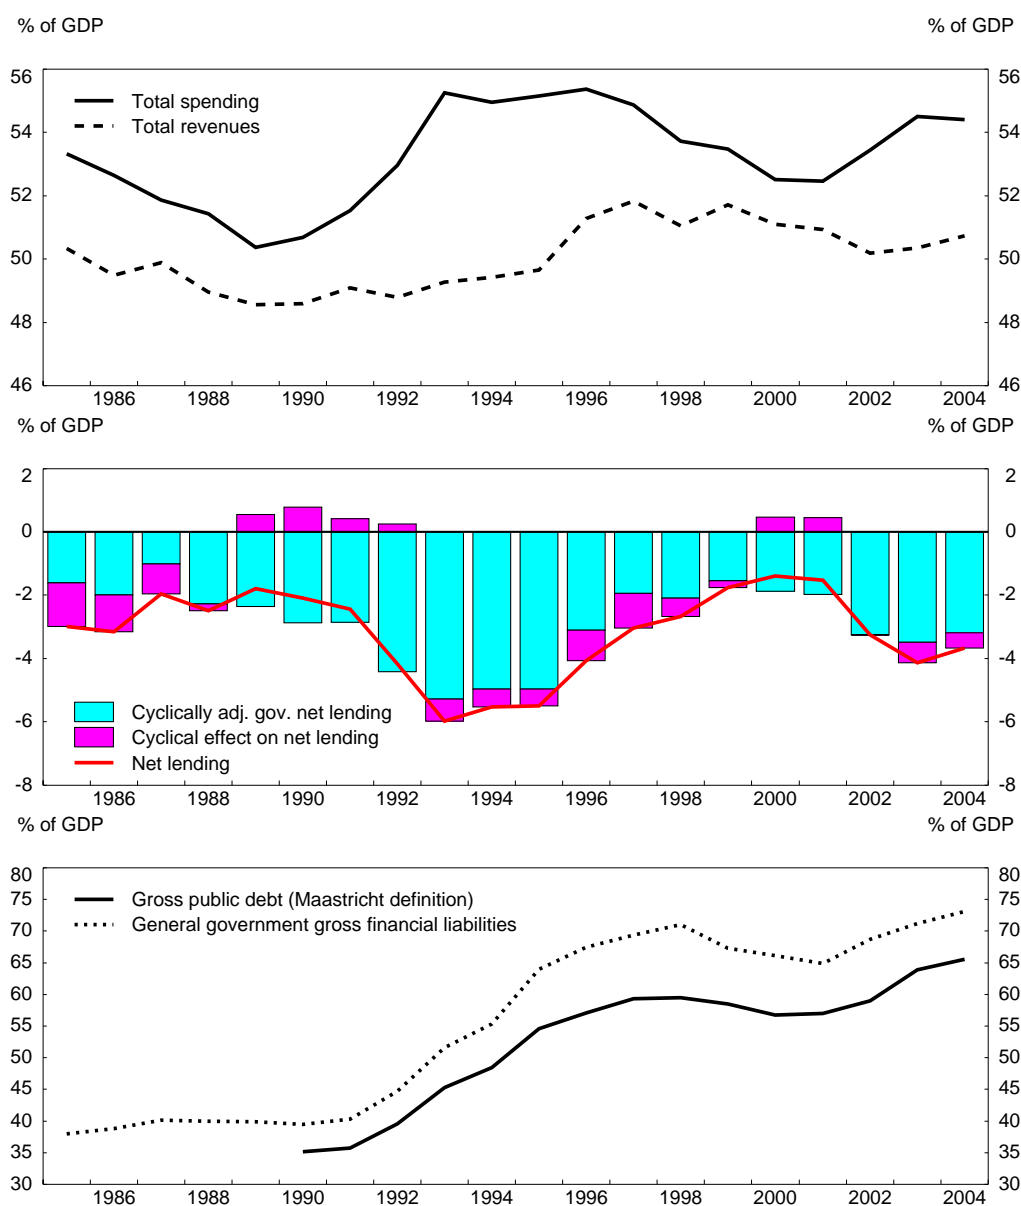 % of GDP % of GDP
56 56
Total spending
Total revenues
54 54
52 52
50 50
48 48
46 46
1986 1988 1990 1992 1994 1996 1998 2000 2002 2004
% of GDP % of GDP
2 2
0 0
-2 -2
-4 -4
-6 -6
Cyclically adj. gov. net lending
Cyclical effect on net lending
Net lending
-8 -8
1986 1988 1990 1992 1994 1996 1998 2000 2002 2004
% of GDP % of GDP
80 80
75 75
Gross public debt (Maastricht definition)
General government gross financial liabilities
70 70
65 65
60 60
55 55
50 50
45 45
40 40
35 35
30 30
1986 1988 1990 1992 1994 1996 1998 2000 2002 2004